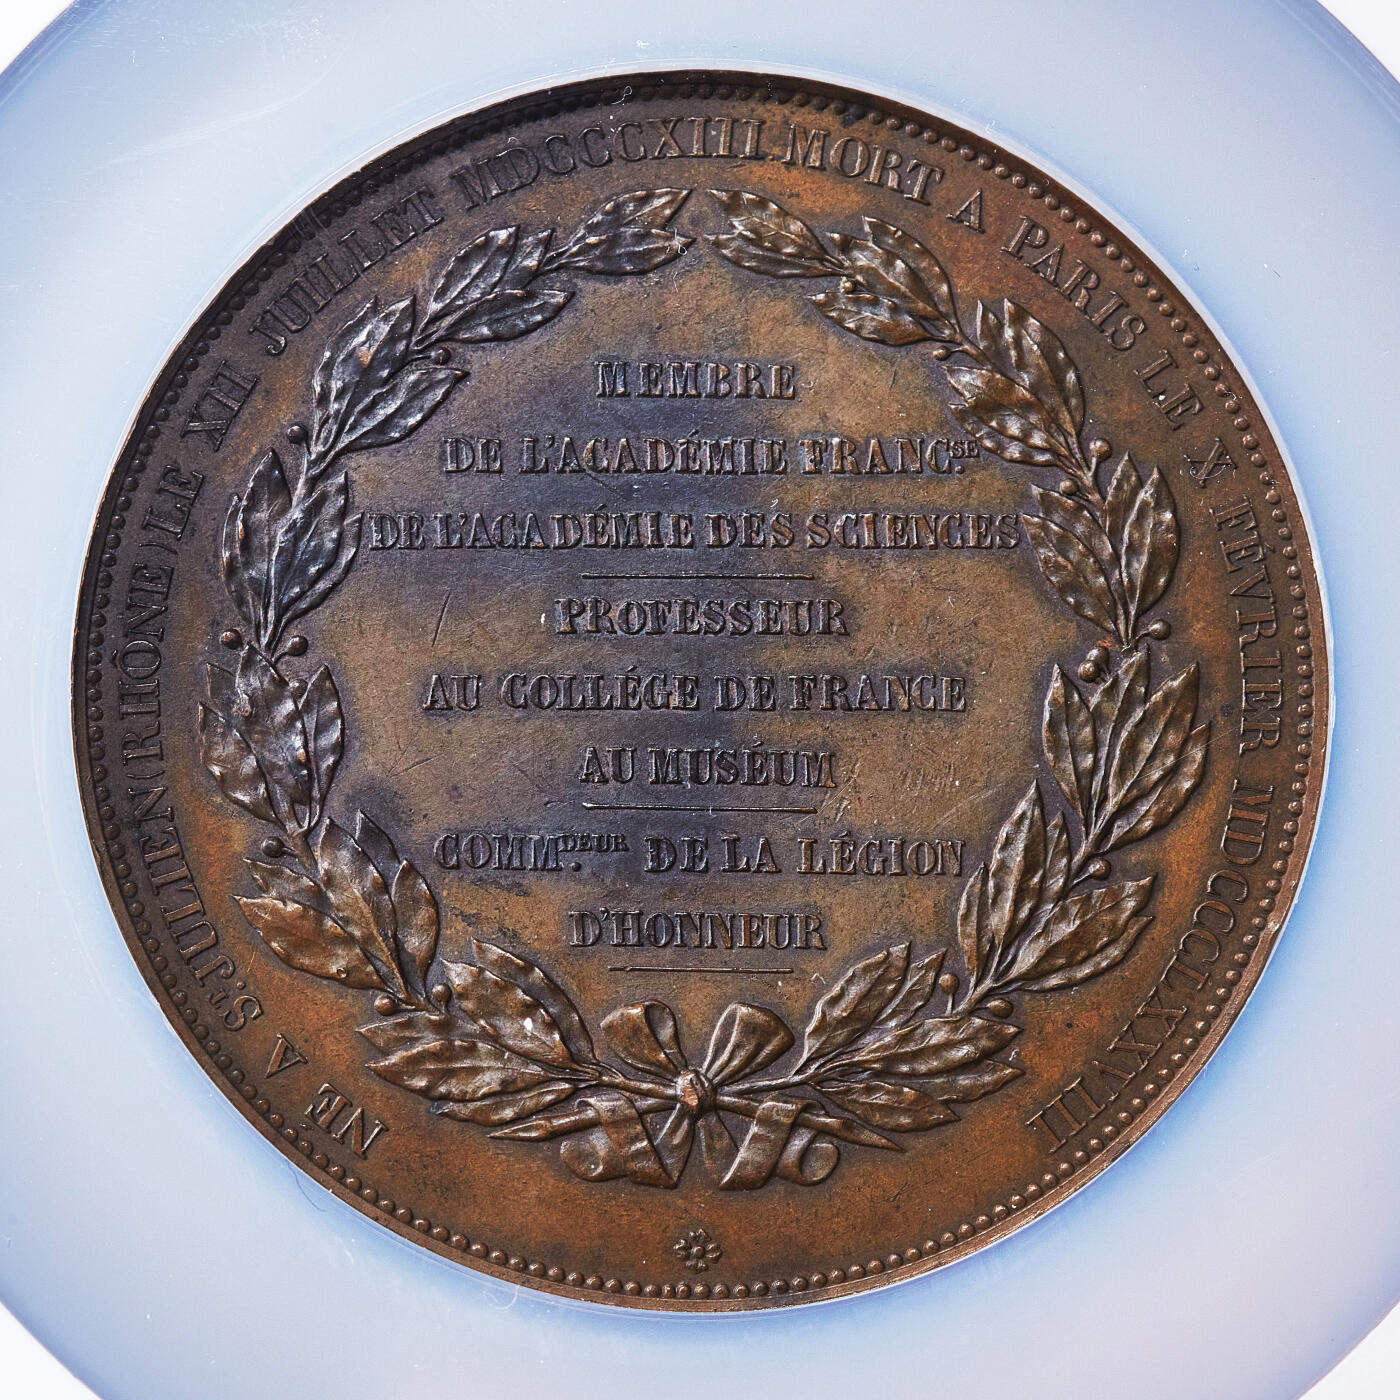 NÉ A S.T JULIEN (RHÔNE) LE XII JUILLET MDCCCXIII. MORT A PARIS LE X FÉVRIER MDCCCLXXVIII
MEMBRE
DE L'ACADÉMIE FRANC.SE
DE L'ACADÉMIE DES SCIENCES
PROFESSEUR
AU COLLÉGE DE FRANCE
AU MUSÉUM
COMM.DEUR DE LA LÉGION
D'HONNEUR